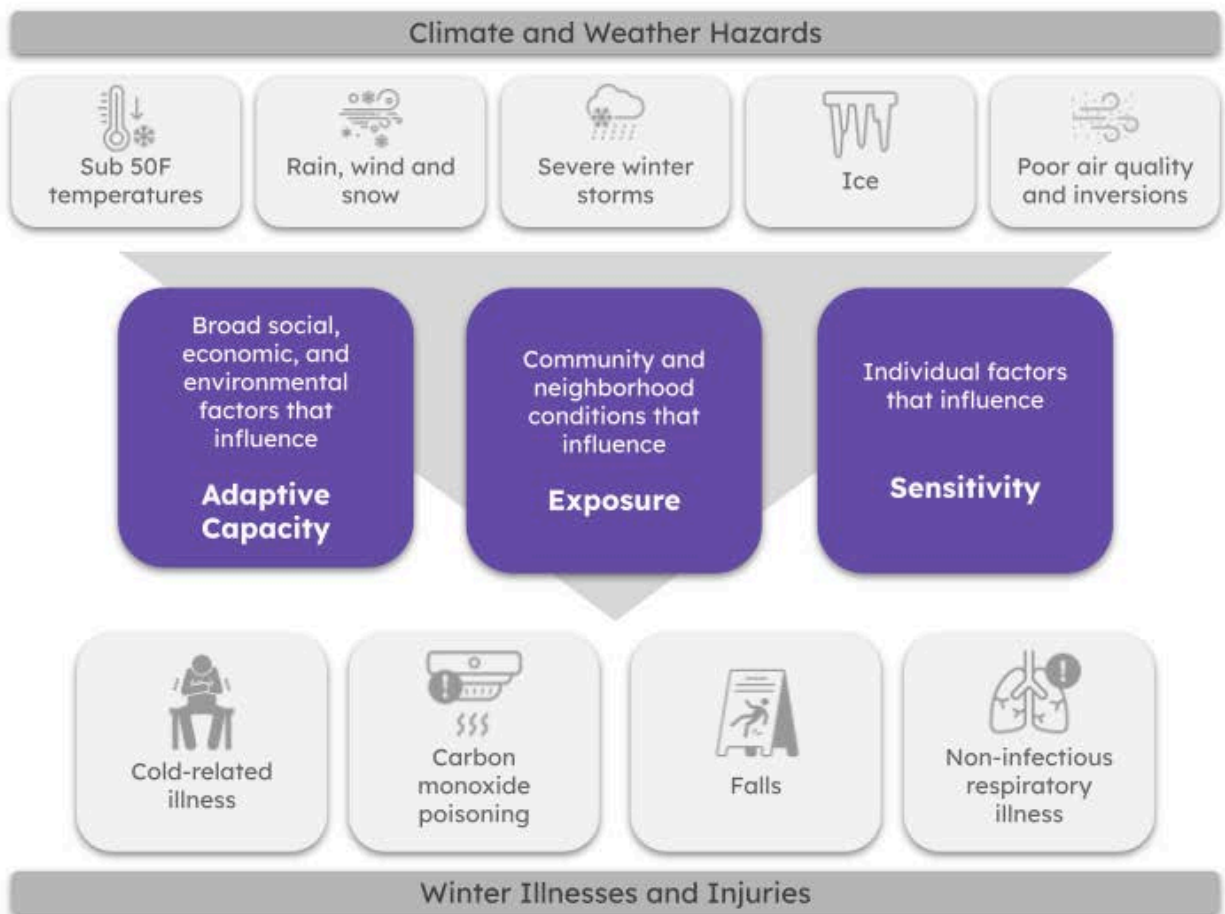 Climate and Weather Hazards
Sub 50F
temperatures
Rain, wind and
snow
Severe winter
storms
Ice
Poor air quality
and inversions
Broad social,
economic, and
environmental
factors that
influence
Adaptive
Capacity
Community and
neighborhood
conditions that
influence
Exposure
Individual factors
that influence
Sensitivity
Cold-related
illness
Carbon
monoxide
poisoning
Falls
Non-infectious
respiratory
illness
Winter Illnesses and Injuries